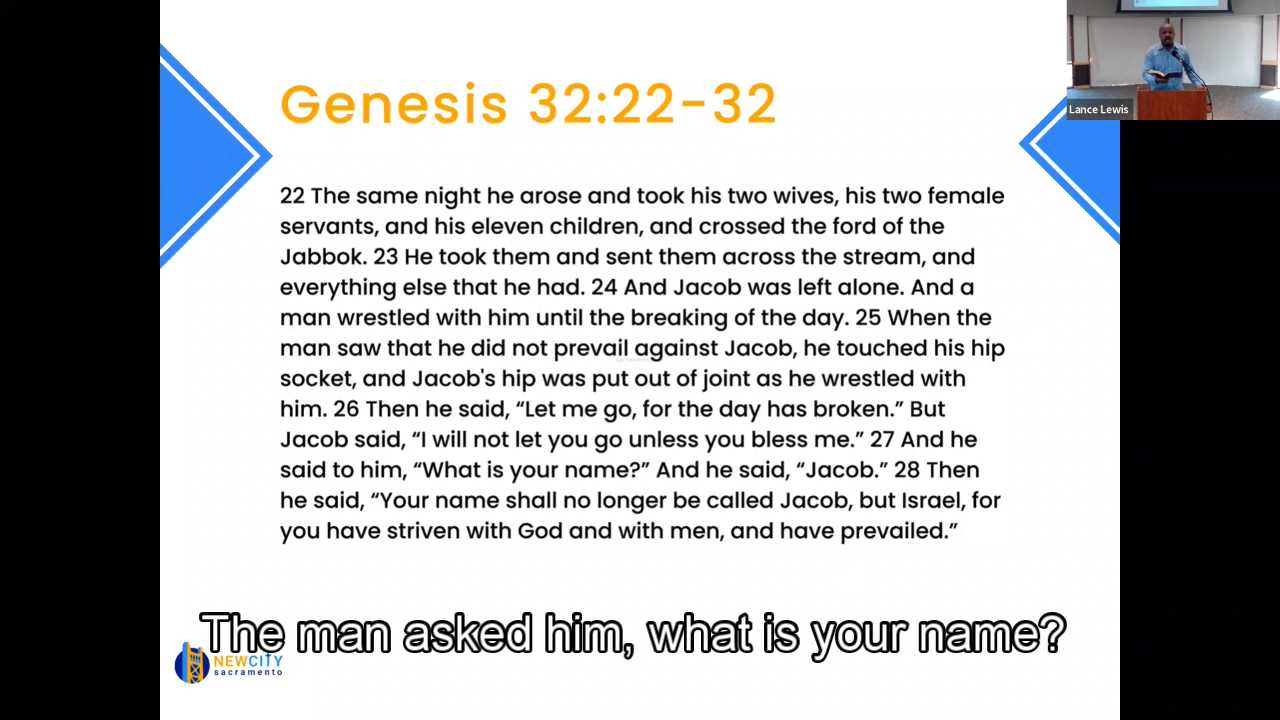 Genesis 32:22-32
Lance Lewis
22 The same night he arose and took his two wives, his two female
servants, and his eleven children, and crossed the ford of the
Jabbok. 23 He took them and sent them across the stream, and
everything else that he had. 24 And Jacob was left alone. And a
man wrestled with him until the breaking of the day. 25 When the
man saw that he did not prevail against Jacob, he touched his hip
socket, and Jacob's hip was put out of joint as he wrestled with
him. 26 Then he said, “Let me go, for the day has broken.” But
Jacob said, “I will not let you go unless you bless me.” 27 And he
said to him, “What is your name?” And he said, “Jacob.” 28 Then
he said, “Your name shall no longer be called Jacob, but Israel, for
you have striven with God and with men, and have prevailed.”
The man asked him, what is your name?
NEWCITY
sacramento